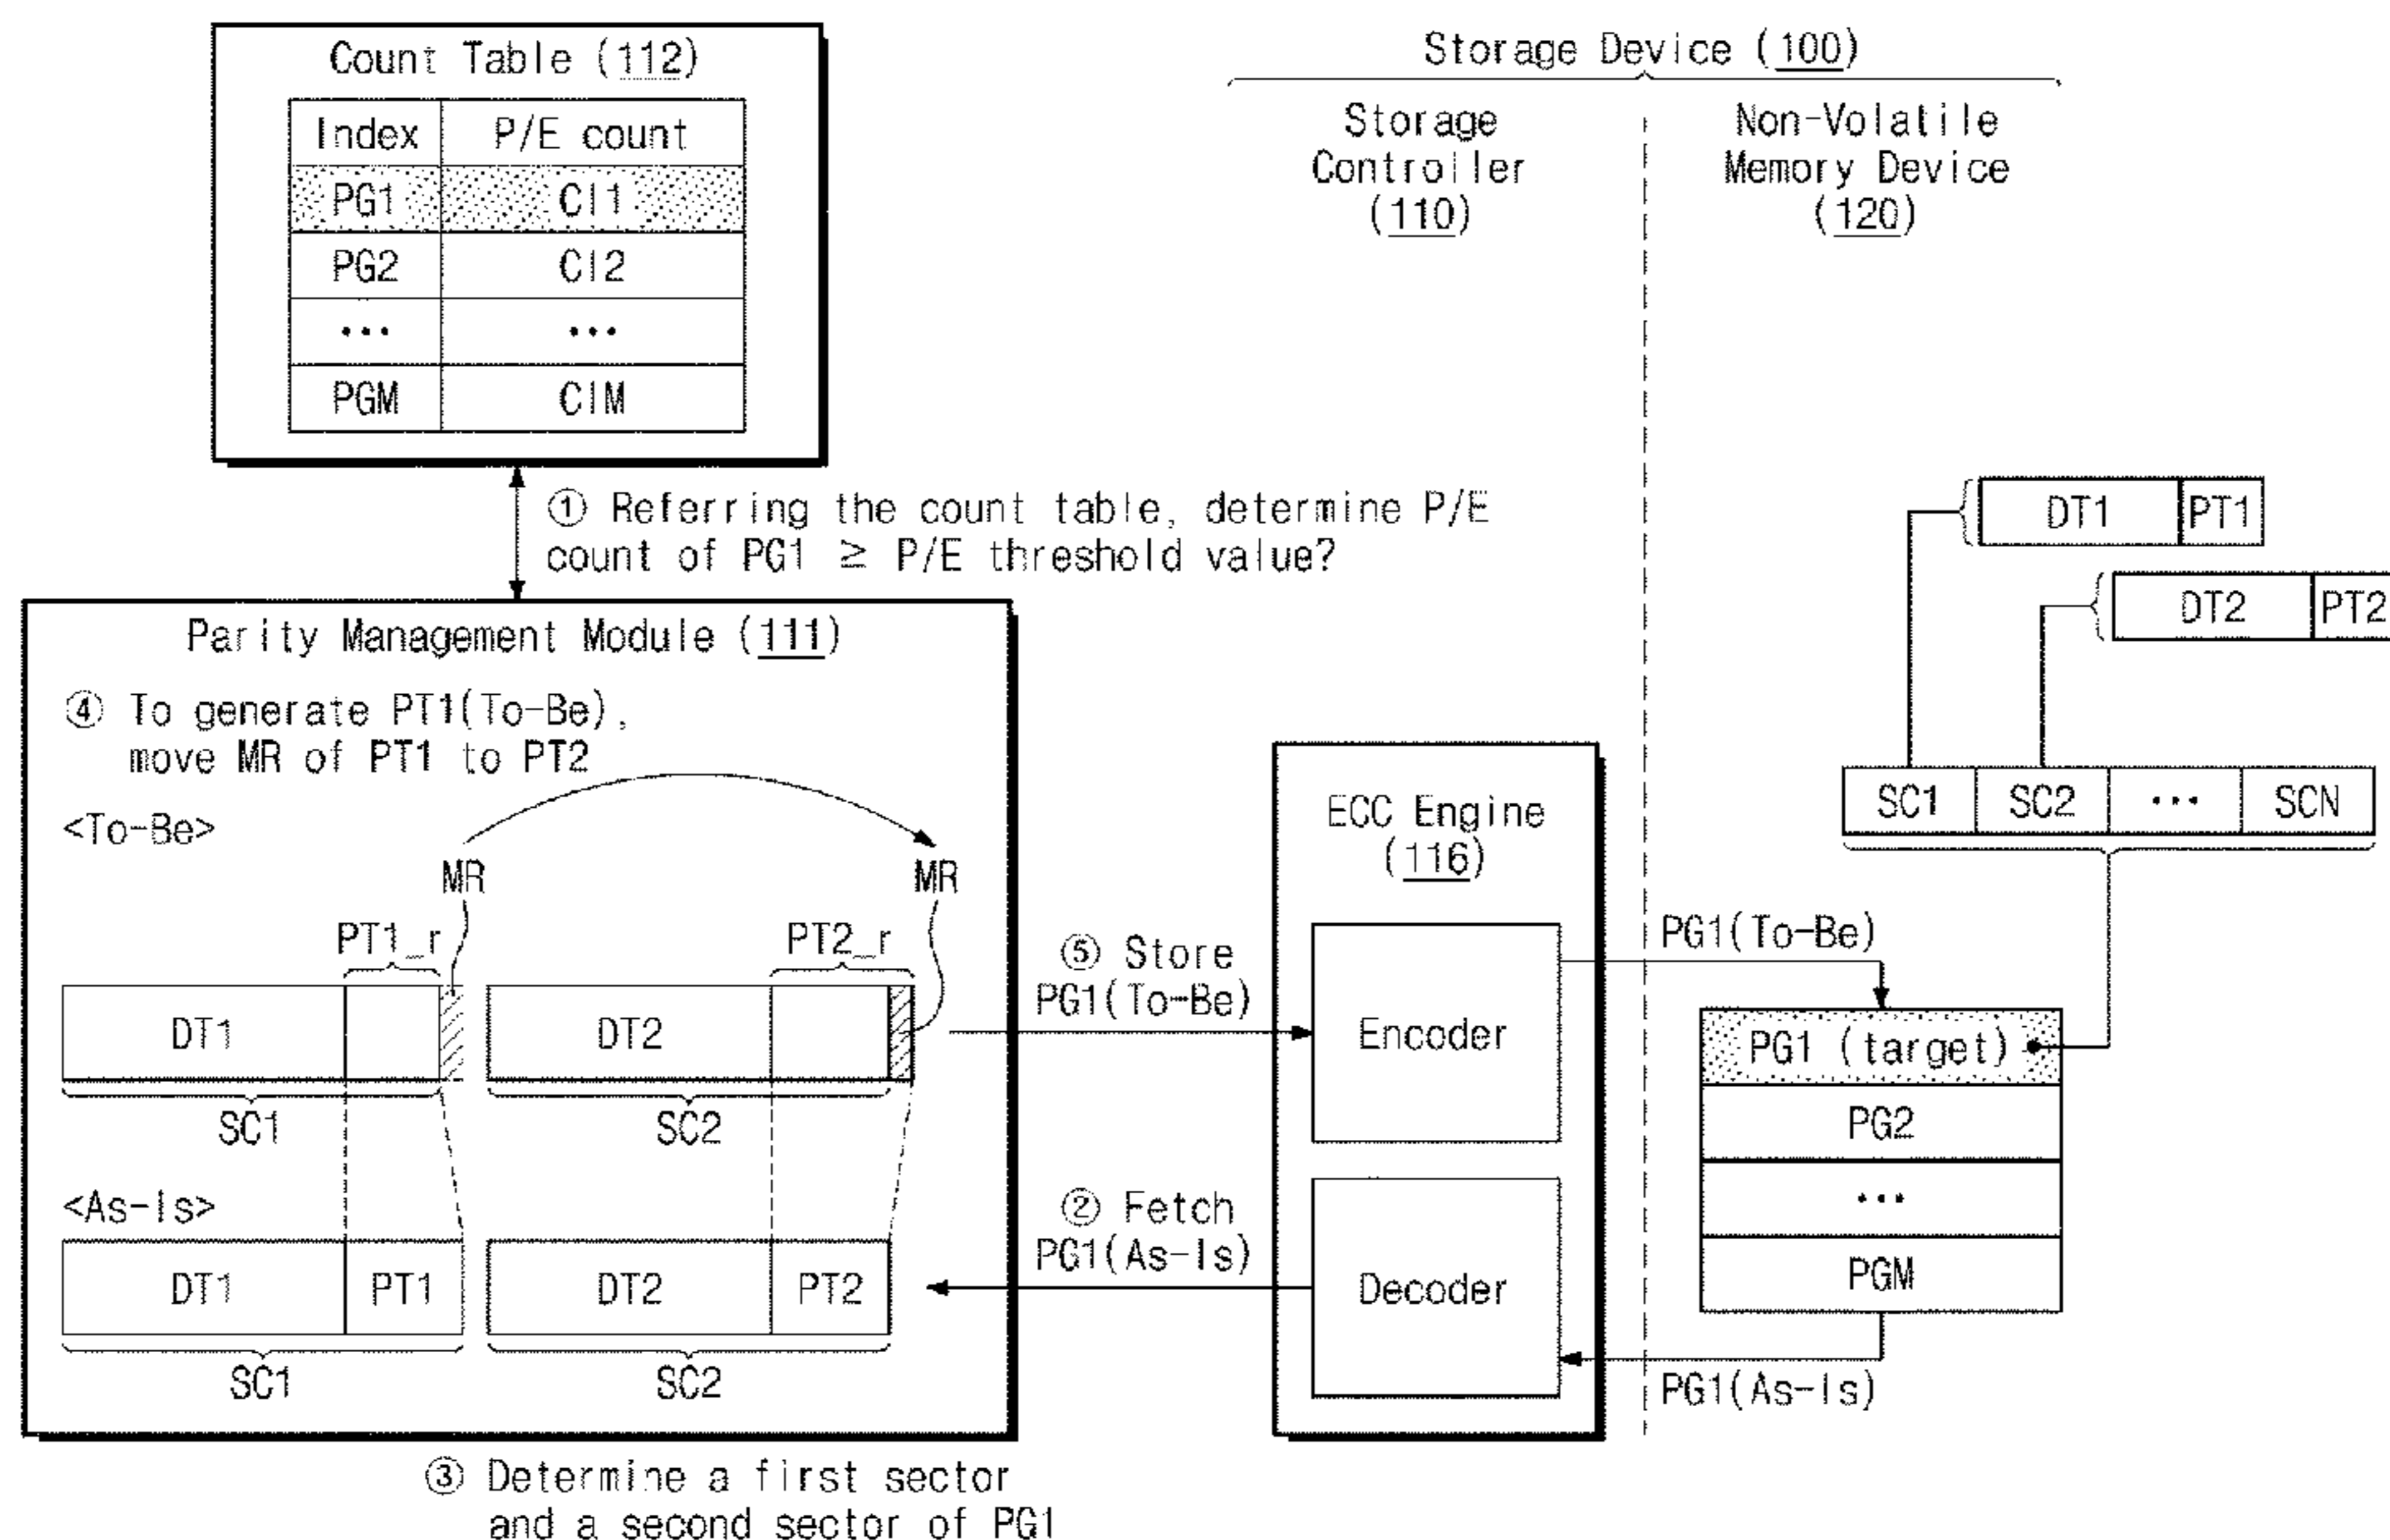 Count Table (112)
Index P/E count
PG1 CI1
PG2 CI2
... ...
PGM CIM
Storage Device (100)
Storage
Controller
(110)
Non-Volatile
Memory Device
(120)
① Referring the count table, determine P/E
count of PG1 ≥ P/E threshold value?
DT1 PT1
DT2 PT2
SC1 SC2 ... SCN
Parity Management Module (111)
④ To generate PT1(To-Be),
move MR of PT1 to PT2
<To-Be>
MR MR
PT1_r PT2_r
DT1 DT2
SC1 SC2
<As-Is>
DT1 PT1 DT2 PT2
SC1 SC2
③ Determine a first sector
and a second sector of PG1
⑤ Store
PG1(To-Be)
② Fetch
PG1(As-Is)
ECC Engine
(116)
Encoder
Decoder
PG1(To-Be)
PG1 (target)
PG2
...
PGM
PG1(As-Is)